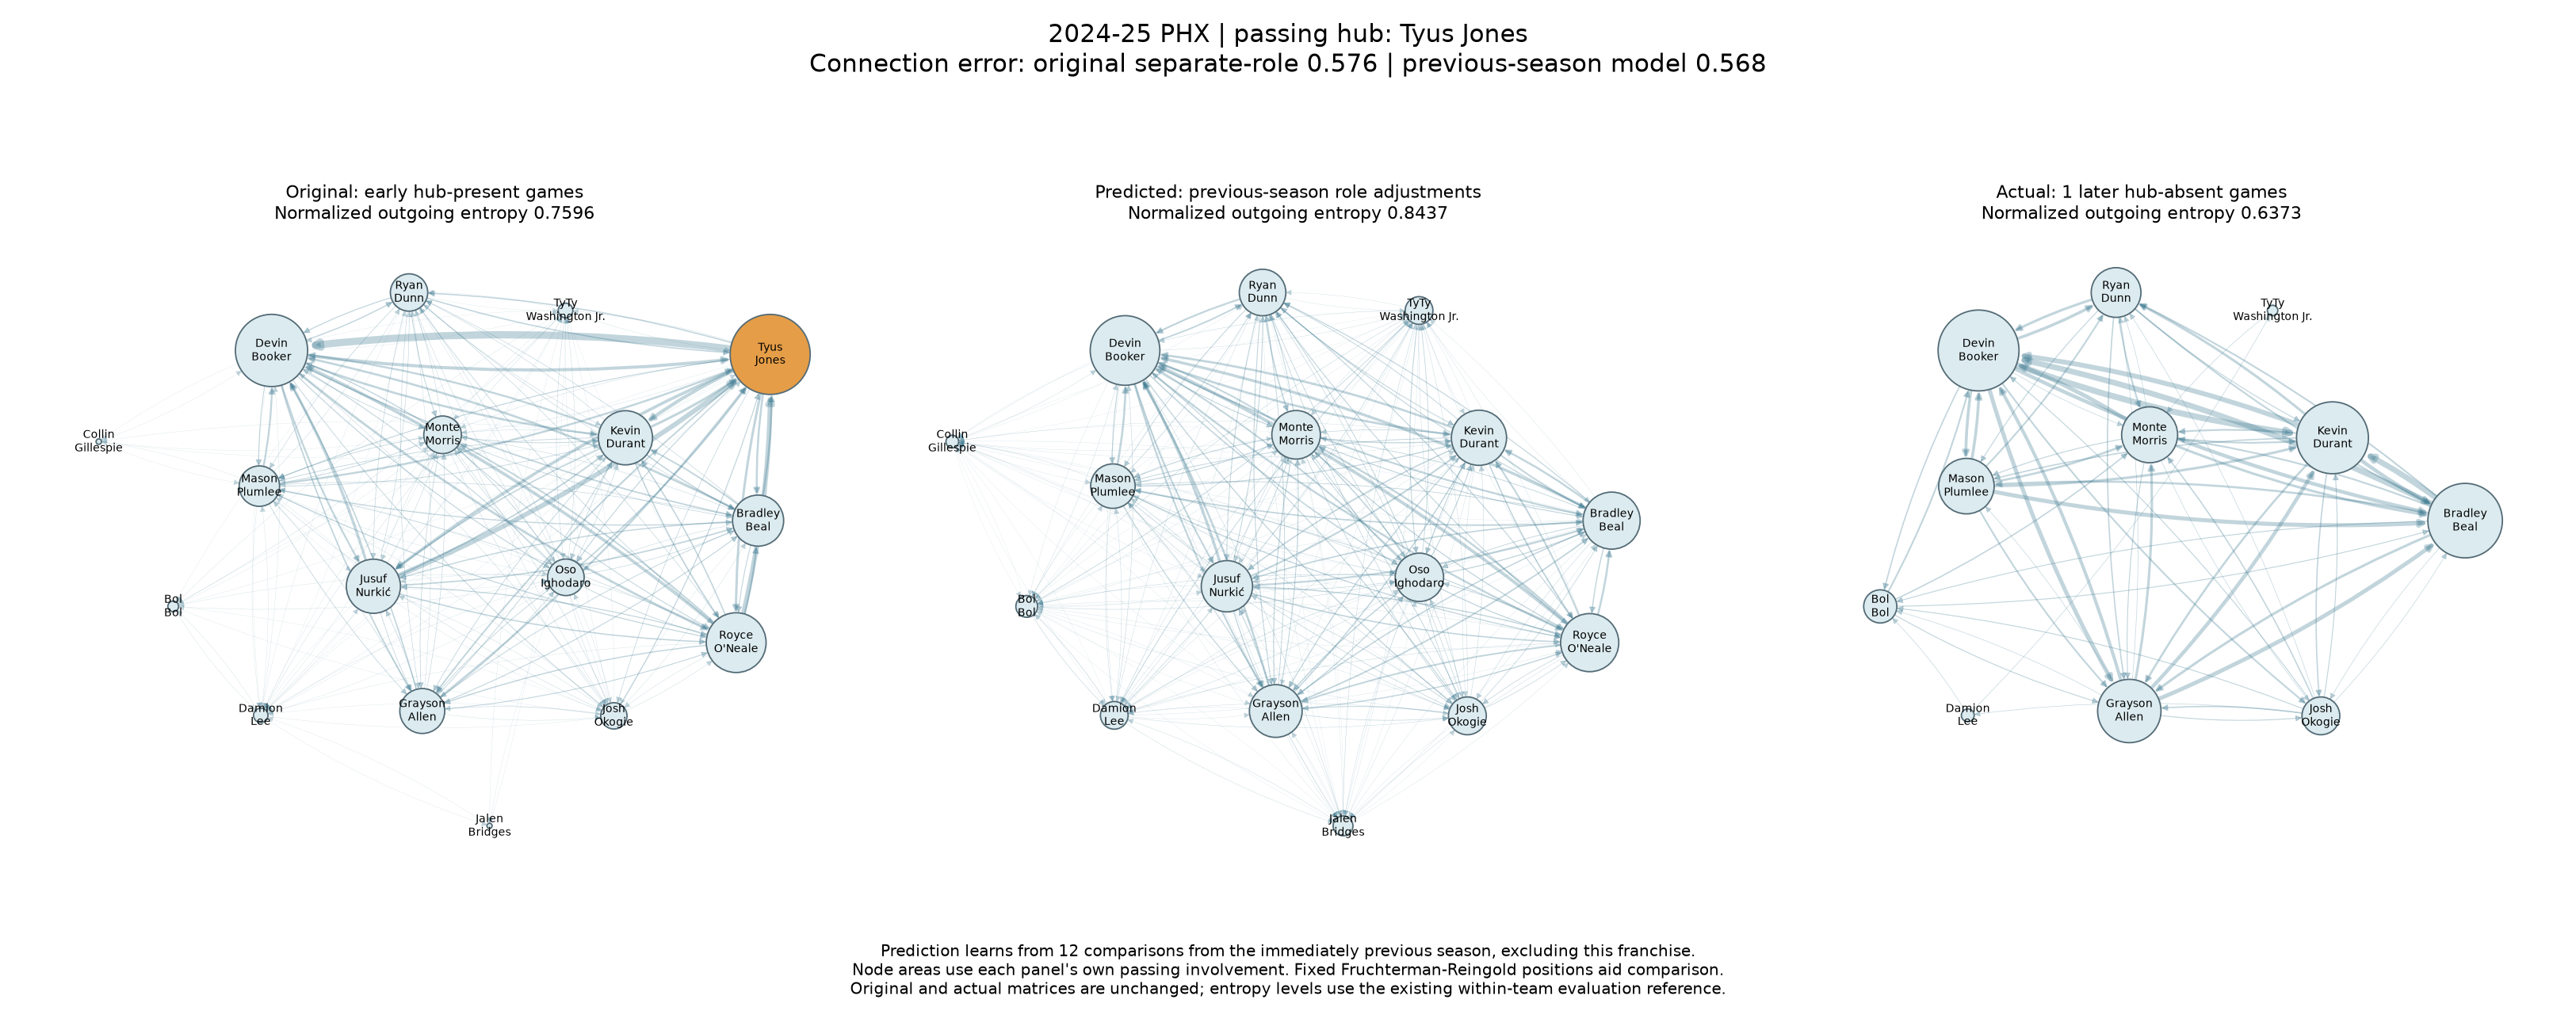 2024-25 PHX | passing hub: Tyus Jones
Connection error: original separate-role 0.576 | previous-season model 0.568
Original: early hub-present games
Normalized outgoing entropy 0.7596
Ryan
Dunn
TyTy
Washington Jr.
Devin
Booker
Tyus
Jones
Collin
Gillespie
Monte
Morris
Kevin
Durant
Mason
Plumlee
Bradley
Beal
Jusuf
Nurkić
Oso
Ighodaro
Bol
Bol
Royce
O'Neale
Damion
Lee
Grayson
Allen
Josh
Okogie
Jalen
Bridges
Predicted: previous-season role adjustments
Normalized outgoing entropy 0.8437
Ryan
Dunn
TyTy
Washington Jr.
Devin
Booker
Collin
Gillespie
Monte
Morris
Kevin
Durant
Mason
Plumlee
Bradley
Beal
Jusuf
Nurkić
Oso
Ighodaro
Bol
Bol
Royce
O'Neale
Damion
Lee
Grayson
Allen
Josh
Okogie
Jalen
Bridges
Actual: 1 later hub-absent games
Normalized outgoing entropy 0.6373
Ryan
Dunn
TyTy
Washington Jr.
Devin
Booker
Monte
Morris
Kevin
Durant
Mason
Plumlee
Bradley
Beal
Bol
Bol
Damion
Lee
Grayson
Allen
Josh
Okogie
Prediction learns from 12 comparisons from the immediately previous season, excluding this franchise.
Node areas use each panel's own passing involvement. Fixed Fruchterman-Reingold positions aid comparison.
Original and actual matrices are unchanged; entropy levels use the existing within-team evaluation reference.